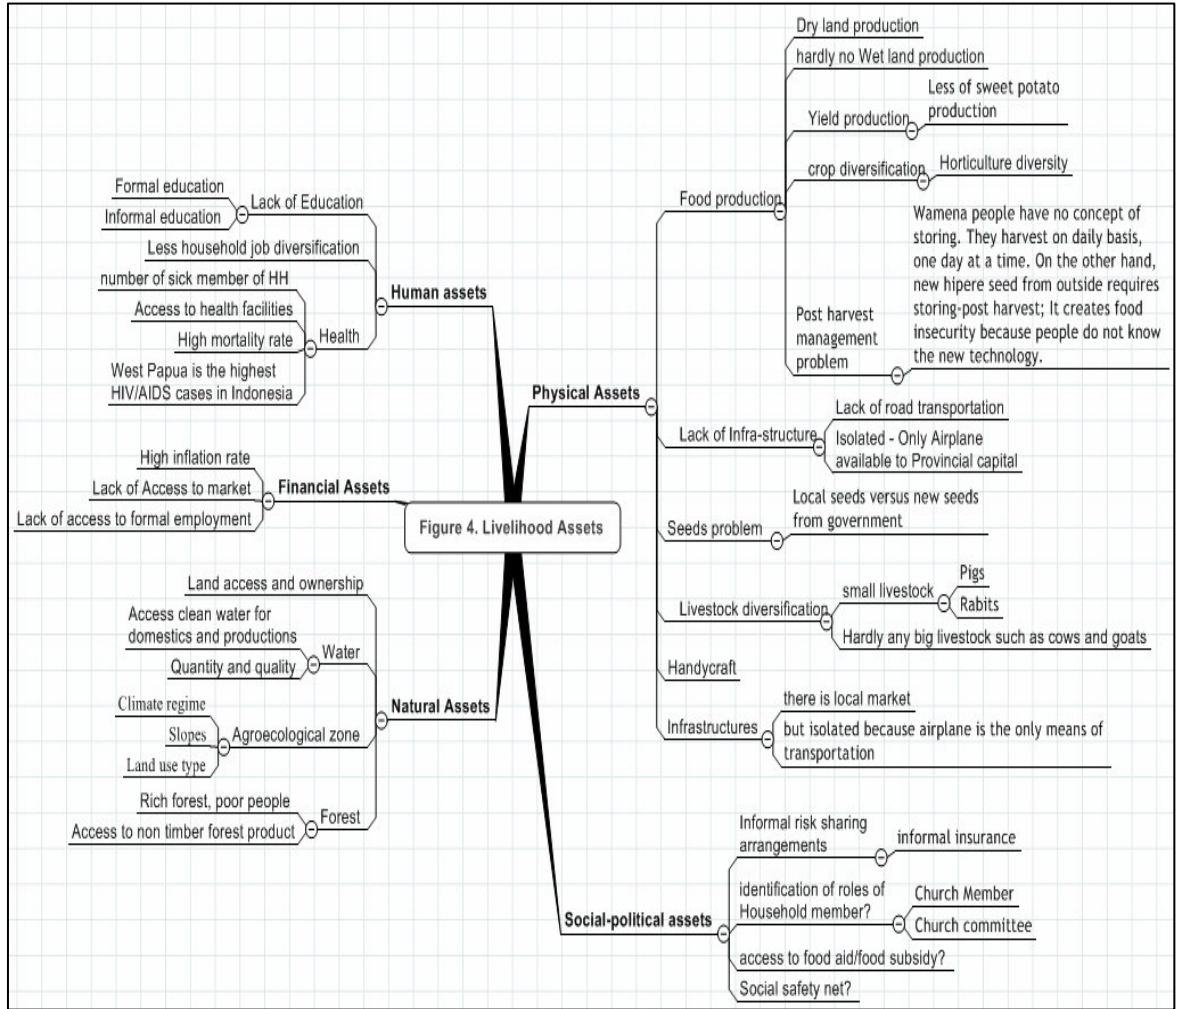 Figure 4. Livelihood Assets
Human assets
Lack of Education
Formal education
Informal education
Less household job diversification
Health
number of sick member of HH
Access to health facilities
High mortality rate
West Papua is the highest
HIV/AIDS cases in Indonesia
Financial Assets
High inflation rate
Lack of Access to market
Lack of access to formal employment
Natural Assets
Land access and ownership
Water
Access clean water for
domestics and productions
Quantity and quality
Agroecological zone
Climate regime
Slopes
Land use type
Forest
Rich forest, poor people
Access to non timber forest product
Physical Assets
Food production
Dry land production
hardly no Wet land production
Yield production
Less of sweet potato
production
crop diversification
Horticulture diversity
Post harvest
management
problem
Wamena people have no concept of
storing. They harvest on daily basis,
one day at a time. On the other hand,
new hipere seed from outside requires
storing-post harvest; It creates food
insecurity because people do not know
the new technology.
Lack of Infra-structure
Lack of road transportation
Isolated - Only Airplane
available to Provincial capital
Seeds problem
Local seeds versus new seeds
from government
Livestock diversification
small livestock
Pigs
Rabits
Hardly any big livestock such as cows and goats
Handycraft
Infrastructures
there is local market
but isolated because airplane is the only means of
transportation
Social-political assets
Informal risk sharing
arrangements
informal insurance
identification of roles of
Household member?
Church Member
Church committee
access to food aid/food subsidy?
Social safety net?